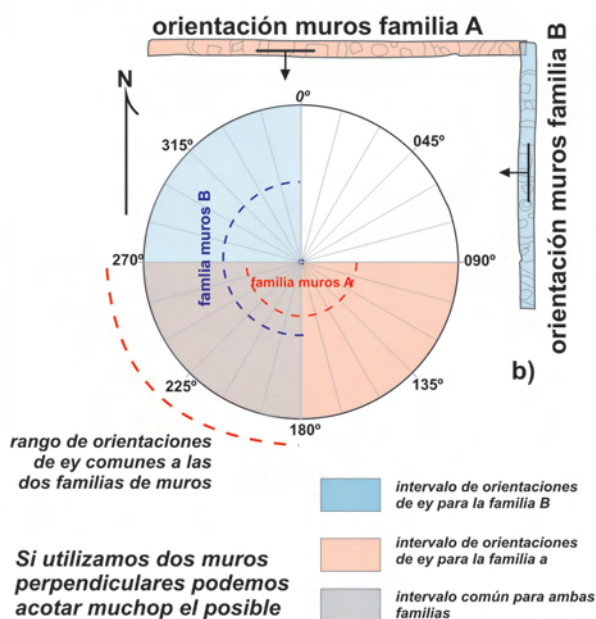 orientación muros familia A
orientación muros familia B
N
0º
045º
090º
135º
180º
225º
270º
315º
famlia muros B
familia muros A
b)
rango de orientaciones
de ey comunes a las
dos familias de muros
intervalo de orientaciones
de ey para la familia B
intervalo de orientaciones
de ey para la familia a
intervalo común para ambas
familias
Si utilizamos dos muros
perpendiculares podemos
acotar muchop el posible